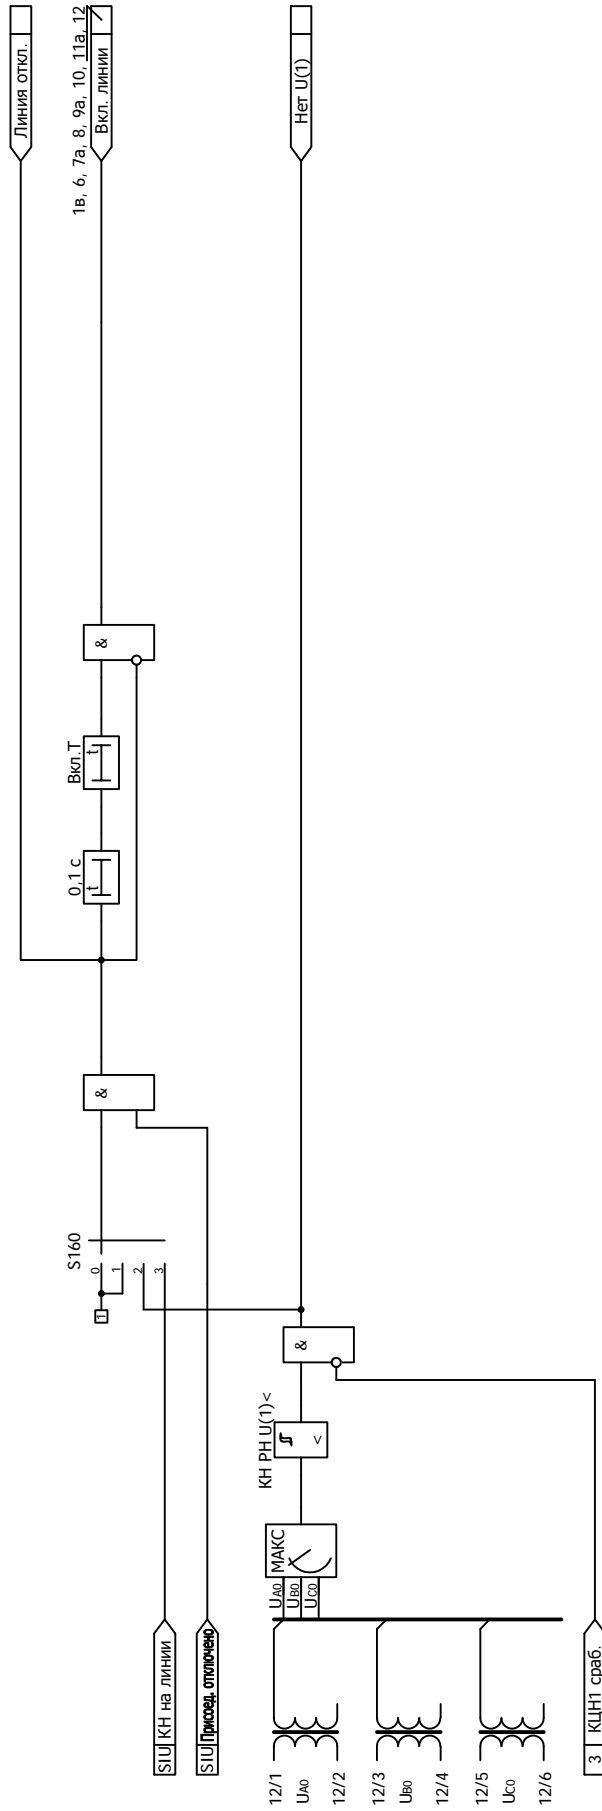 Линия откл.
1в, 6, 7а, 8, 9а, 10, 11а, 12
Вкл. линии
Нет U(1)
&
Вкл.T
t
0,1 с
t
&
S160
0
1
2
3
1
&
КН РН U(1)<
<
МАКС
UA0
UB0
UC0
SIU КН на линии
SIU Присоед. отключено
12/1
UA0
12/2
12/3
UB0
12/4
12/5
UC0
12/6
3 КЦН1 сраб.